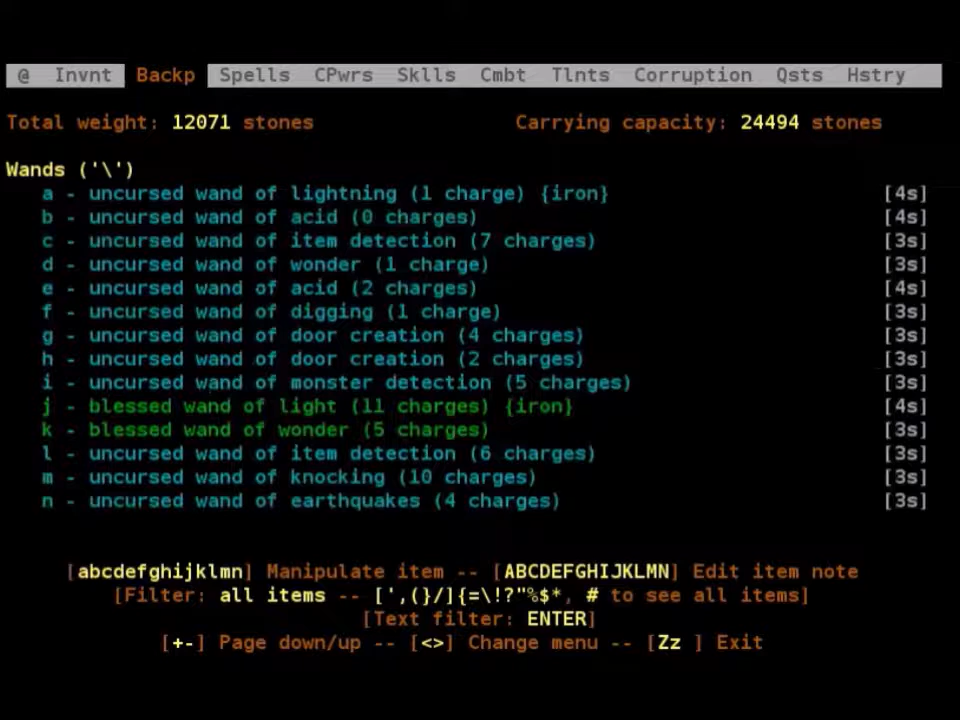 @ Invnt Backp Spells CPwrs Sklls Cmbt Tlnts Corruption Qsts Hstry
Total weight: 12071 stones Carrying capacity: 24494 stones
Wands ('\')
a - uncursed wand of lightning (1 charge) {iron} [4s]
b - uncursed wand of acid (0 charges) [4s]
c - uncursed wand of item detection (7 charges) [3s]
d - uncursed wand of wonder (1 charge) [3s]
e - uncursed wand of acid (2 charges) [4s]
f - uncursed wand of digging (1 charge) [3s]
g - uncursed wand of door creation (4 charges) [3s]
h - uncursed wand of door creation (2 charges) [3s]
i - uncursed wand of monster detection (5 charges) [3s]
j - blessed wand of light (11 charges) {iron} [4s]
k - blessed wand of wonder (5 charges) [3s]
l - uncursed wand of item detection (6 charges) [3s]
m - uncursed wand of knocking (10 charges) [3s]
n - uncursed wand of earthquakes (4 charges) [3s]
[abcdefghijklmn] Manipulate item -- [ABCDEFGHIJKLMN] Edit item note
[Filter: all items -- [',(}/]{=\!?"%$*, # to see all items]
[Text filter: ENTER]
[+-] Page down/up -- [<>] Change menu -- [Zz ] Exit